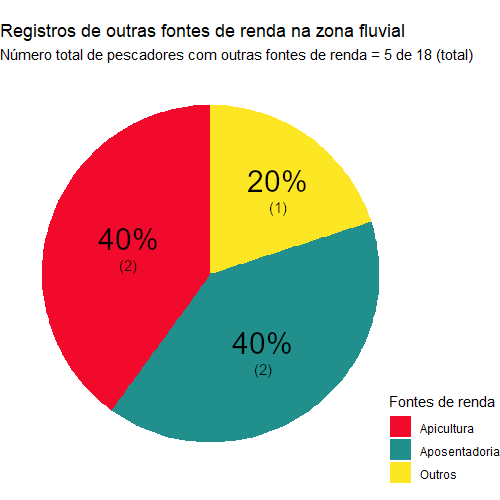 Registros de outras fontes de renda na zona fluvial
Número total de pescadores com outras fontes de renda = 5 de 18 (total)
20%
(1)
40%
(2)
40%
(2)
Fontes de renda
Apicultura
Aposentadoria
Outros